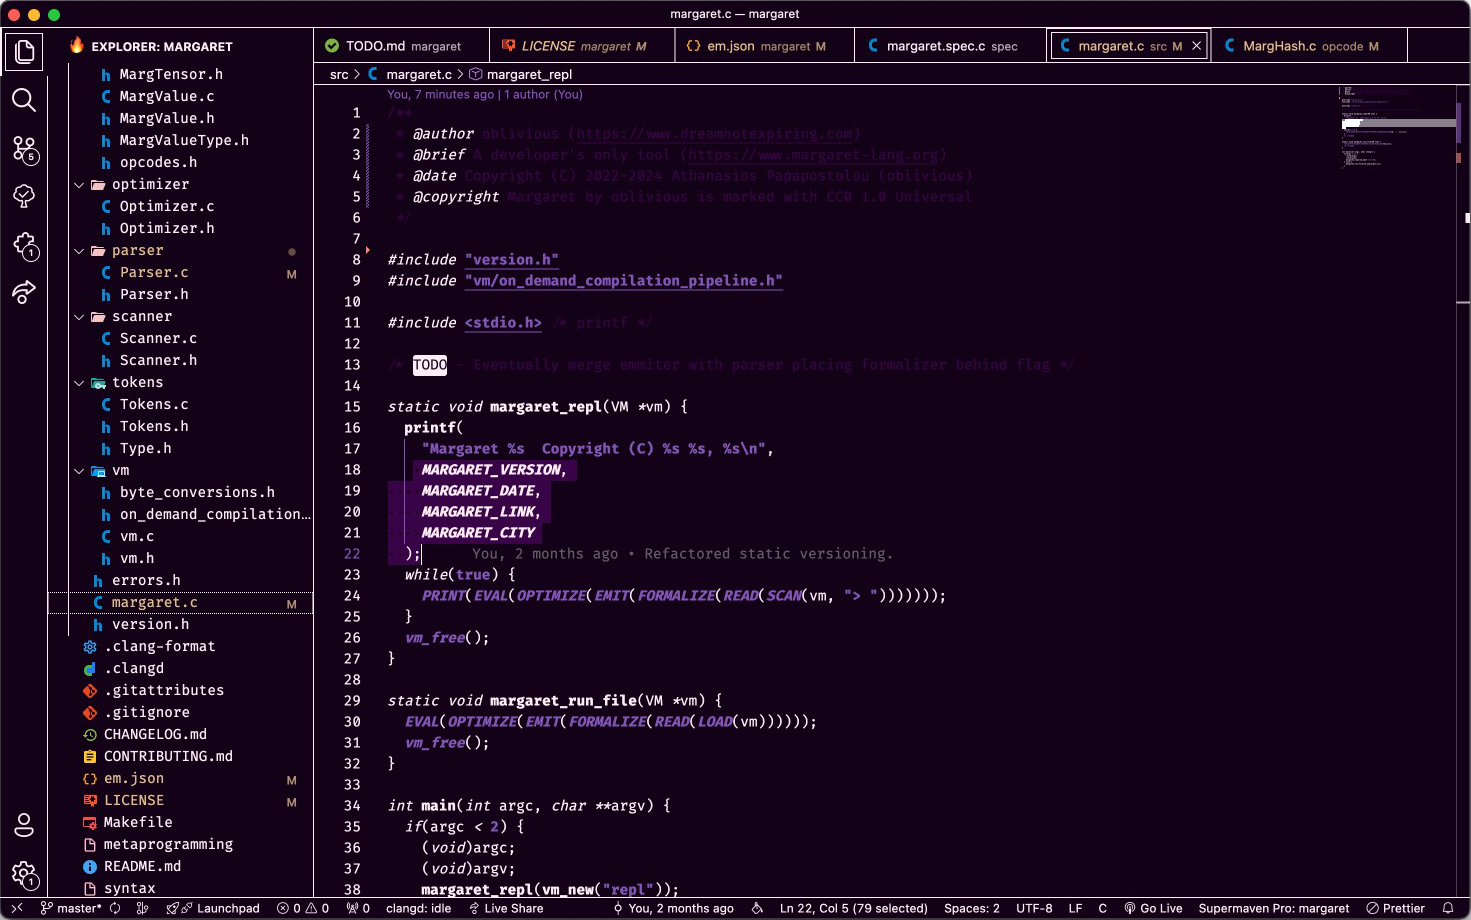 margaret.c — margaret
EXPLORER: MARGARET
TODO.md margaret
LICENSE margaret M
em.json margaret M
margaret.spec.c spec
margaret.c src M
MargHash.c opcode M
src > margaret.c > margaret_repl
MargTensor.h
MargValue.c
MargValue.h
MargValueType.h
opcodes.h
optimizer
Optimizer.c
Optimizer.h
parser
Parser.c M
Parser.h
scanner
Scanner.c
Scanner.h
tokens
Tokens.c
Tokens.h
Type.h
vm
byte_conversions.h
on_demand_compilation...
vm.c
vm.h
errors.h
margaret.c M
version.h
.clang-format
.clangd
.gitattributes
.gitignore
CHANGELOG.md
CONTRIBUTING.md
em.json M
LICENSE M
Makefile
metaprogramming
README.md
syntax
5
1
1
You, 7 minutes ago | 1 author (You)
1 /**
2 * @author oblivious (https://www.dreamnotexpiring.com)
3 * @brief A developer's only tool (https://www.margaret-lang.org)
4 * @date Copyright (C) 2022-2024 Athanasios Papapostolou (oblivious)
5 * @copyright Margaret by oblivious is marked with CC0 1.0 Universal
6 */
7
8 #include "version.h"
9 #include "vm/on_demand_compilation_pipeline.h"
10
11 #include <stdio.h> /* printf */
12
13 /* TODO - Eventually merge emmiter with parser placing formalizer behind flag */
14
15 static void margaret_repl(VM *vm) {
16 printf(
17 "Margaret %s  Copyright (C) %s %s, %s\n",
18 MARGARET_VERSION,
19 MARGARET_DATE,
20 MARGARET_LINK,
21 MARGARET_CITY
22 ); You, 2 months ago • Refactored static versioning.
23 while(true) {
24 PRINT(EVAL(OPTIMIZE(EMIT(FORMALIZE(READ(SCAN(vm, "> ")))))));
25 }
26 vm_free();
27 }
28
29 static void margaret_run_file(VM *vm) {
30 EVAL(OPTIMIZE(EMIT(FORMALIZE(READ(LOAD(vm))))));
31 vm_free();
32 }
33
34 int main(int argc, char **argv) {
35 if(argc < 2) {
36 (void)argc;
37 (void)argv;
38 margaret_repl(vm_new("repl"));
master* Launchpad 0 0 0 clangd: idle Live Share You, 2 months ago Ln 22, Col 5 (79 selected) Spaces: 2 UTF-8 LF C Go Live Supermaven Pro: margaret Prettier